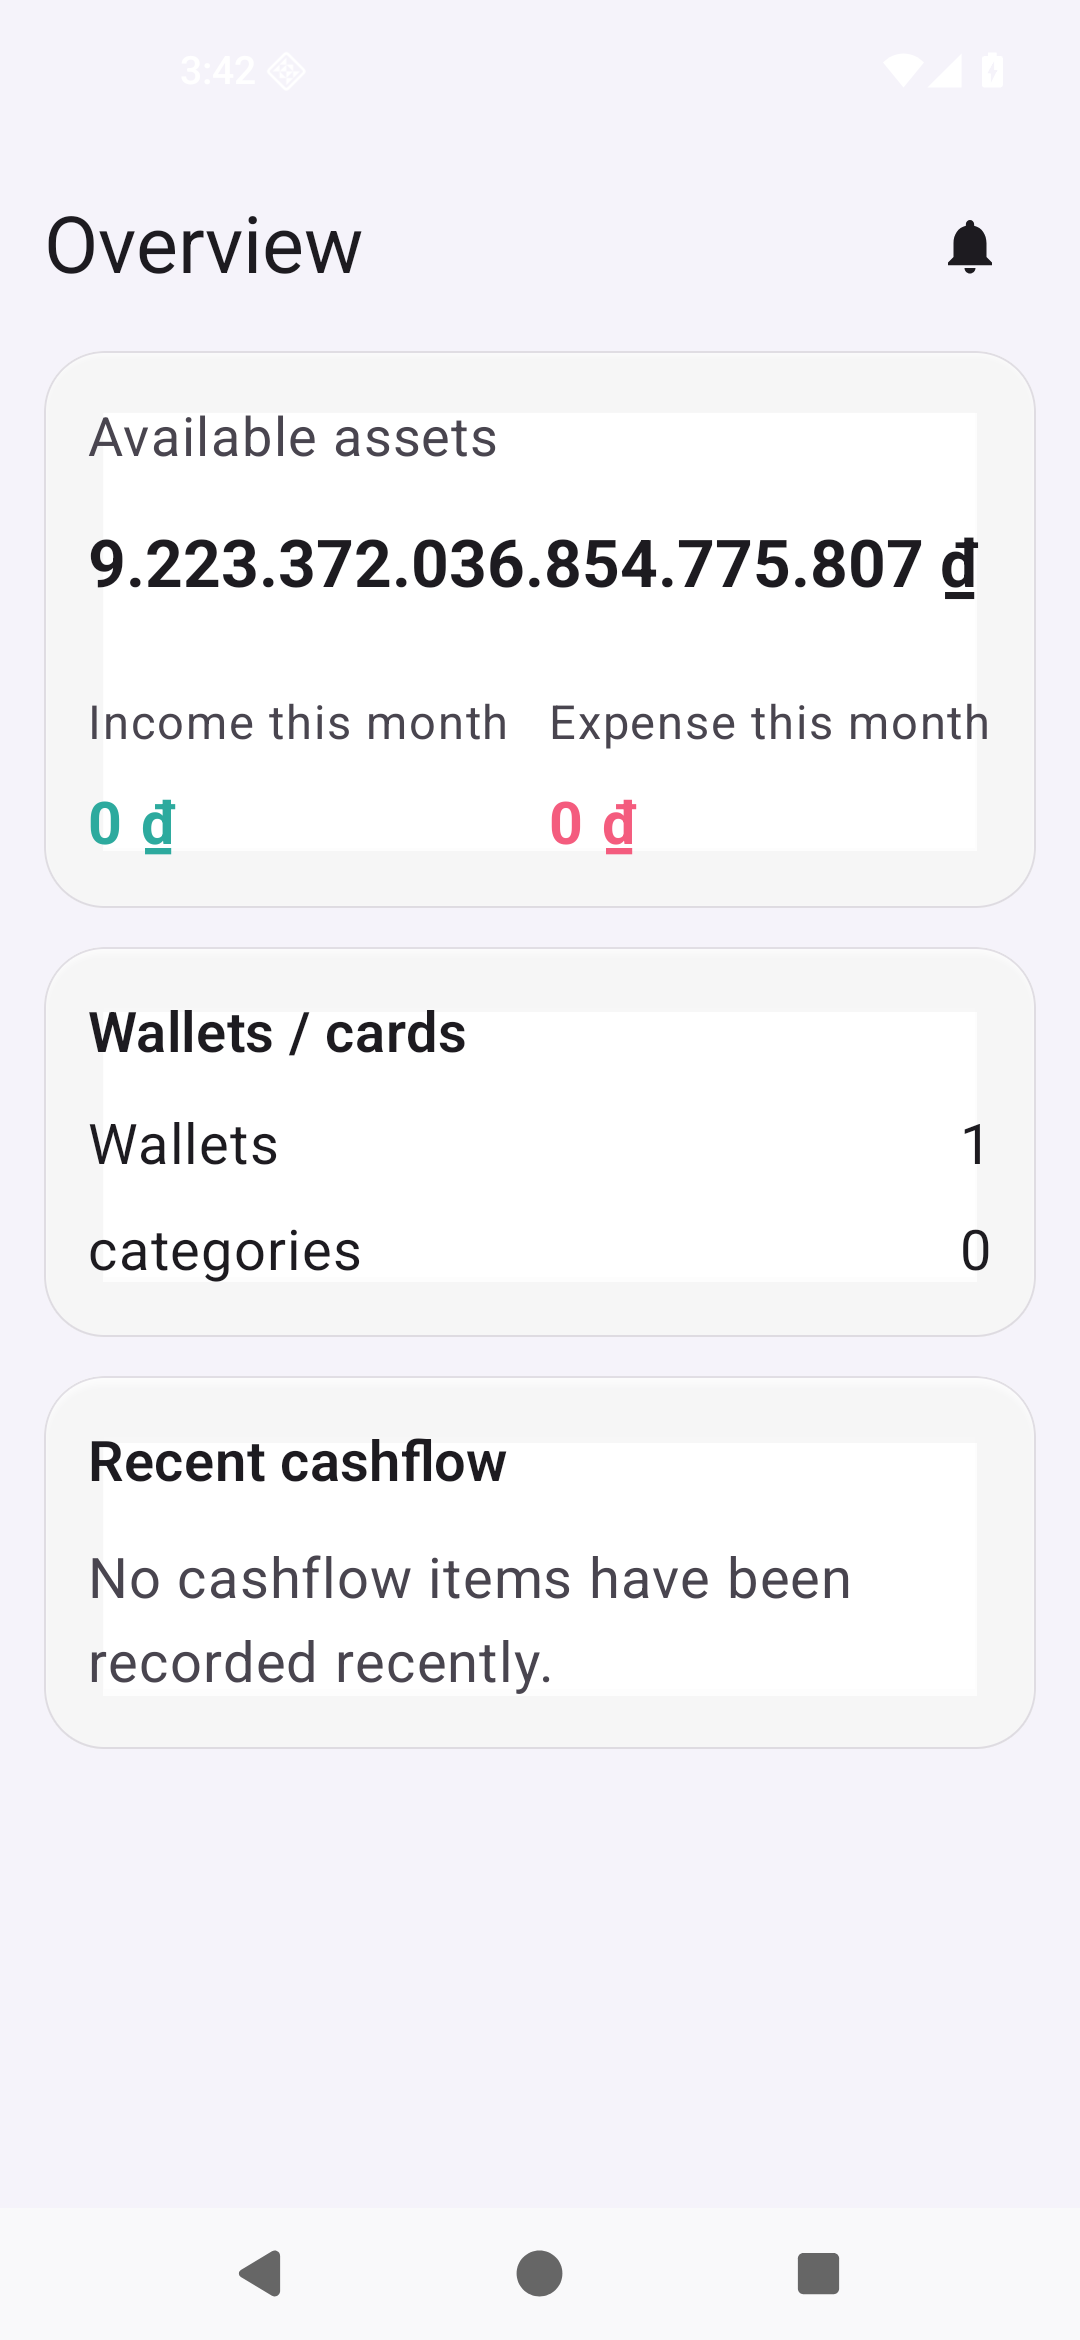 3:42
Overview
Available assets
9.223.372.036.854.775.807 ₫
Income this month
Expense this month
0 ₫
0 ₫
Wallets / cards
Wallets 1
categories 0
Recent cashflow
No cashflow items have been
recorded recently.